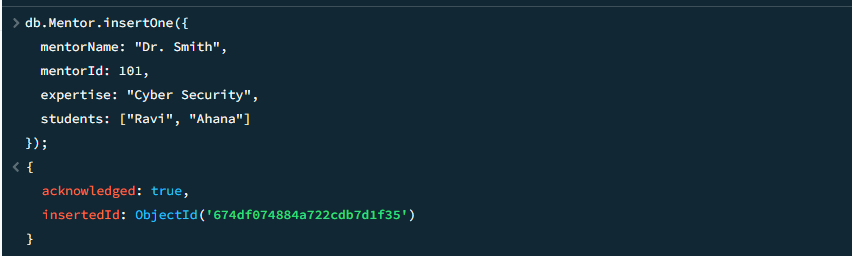 > db.Mentor.insertOne({
mentorName: "Dr. Smith",
mentorId: 101,
expertise: "Cyber Security",
students: ["Ravi", "Ahana"]
});
< {
acknowledged: true,
insertedId: ObjectId('674df074884a722cdb7d1f35')
}